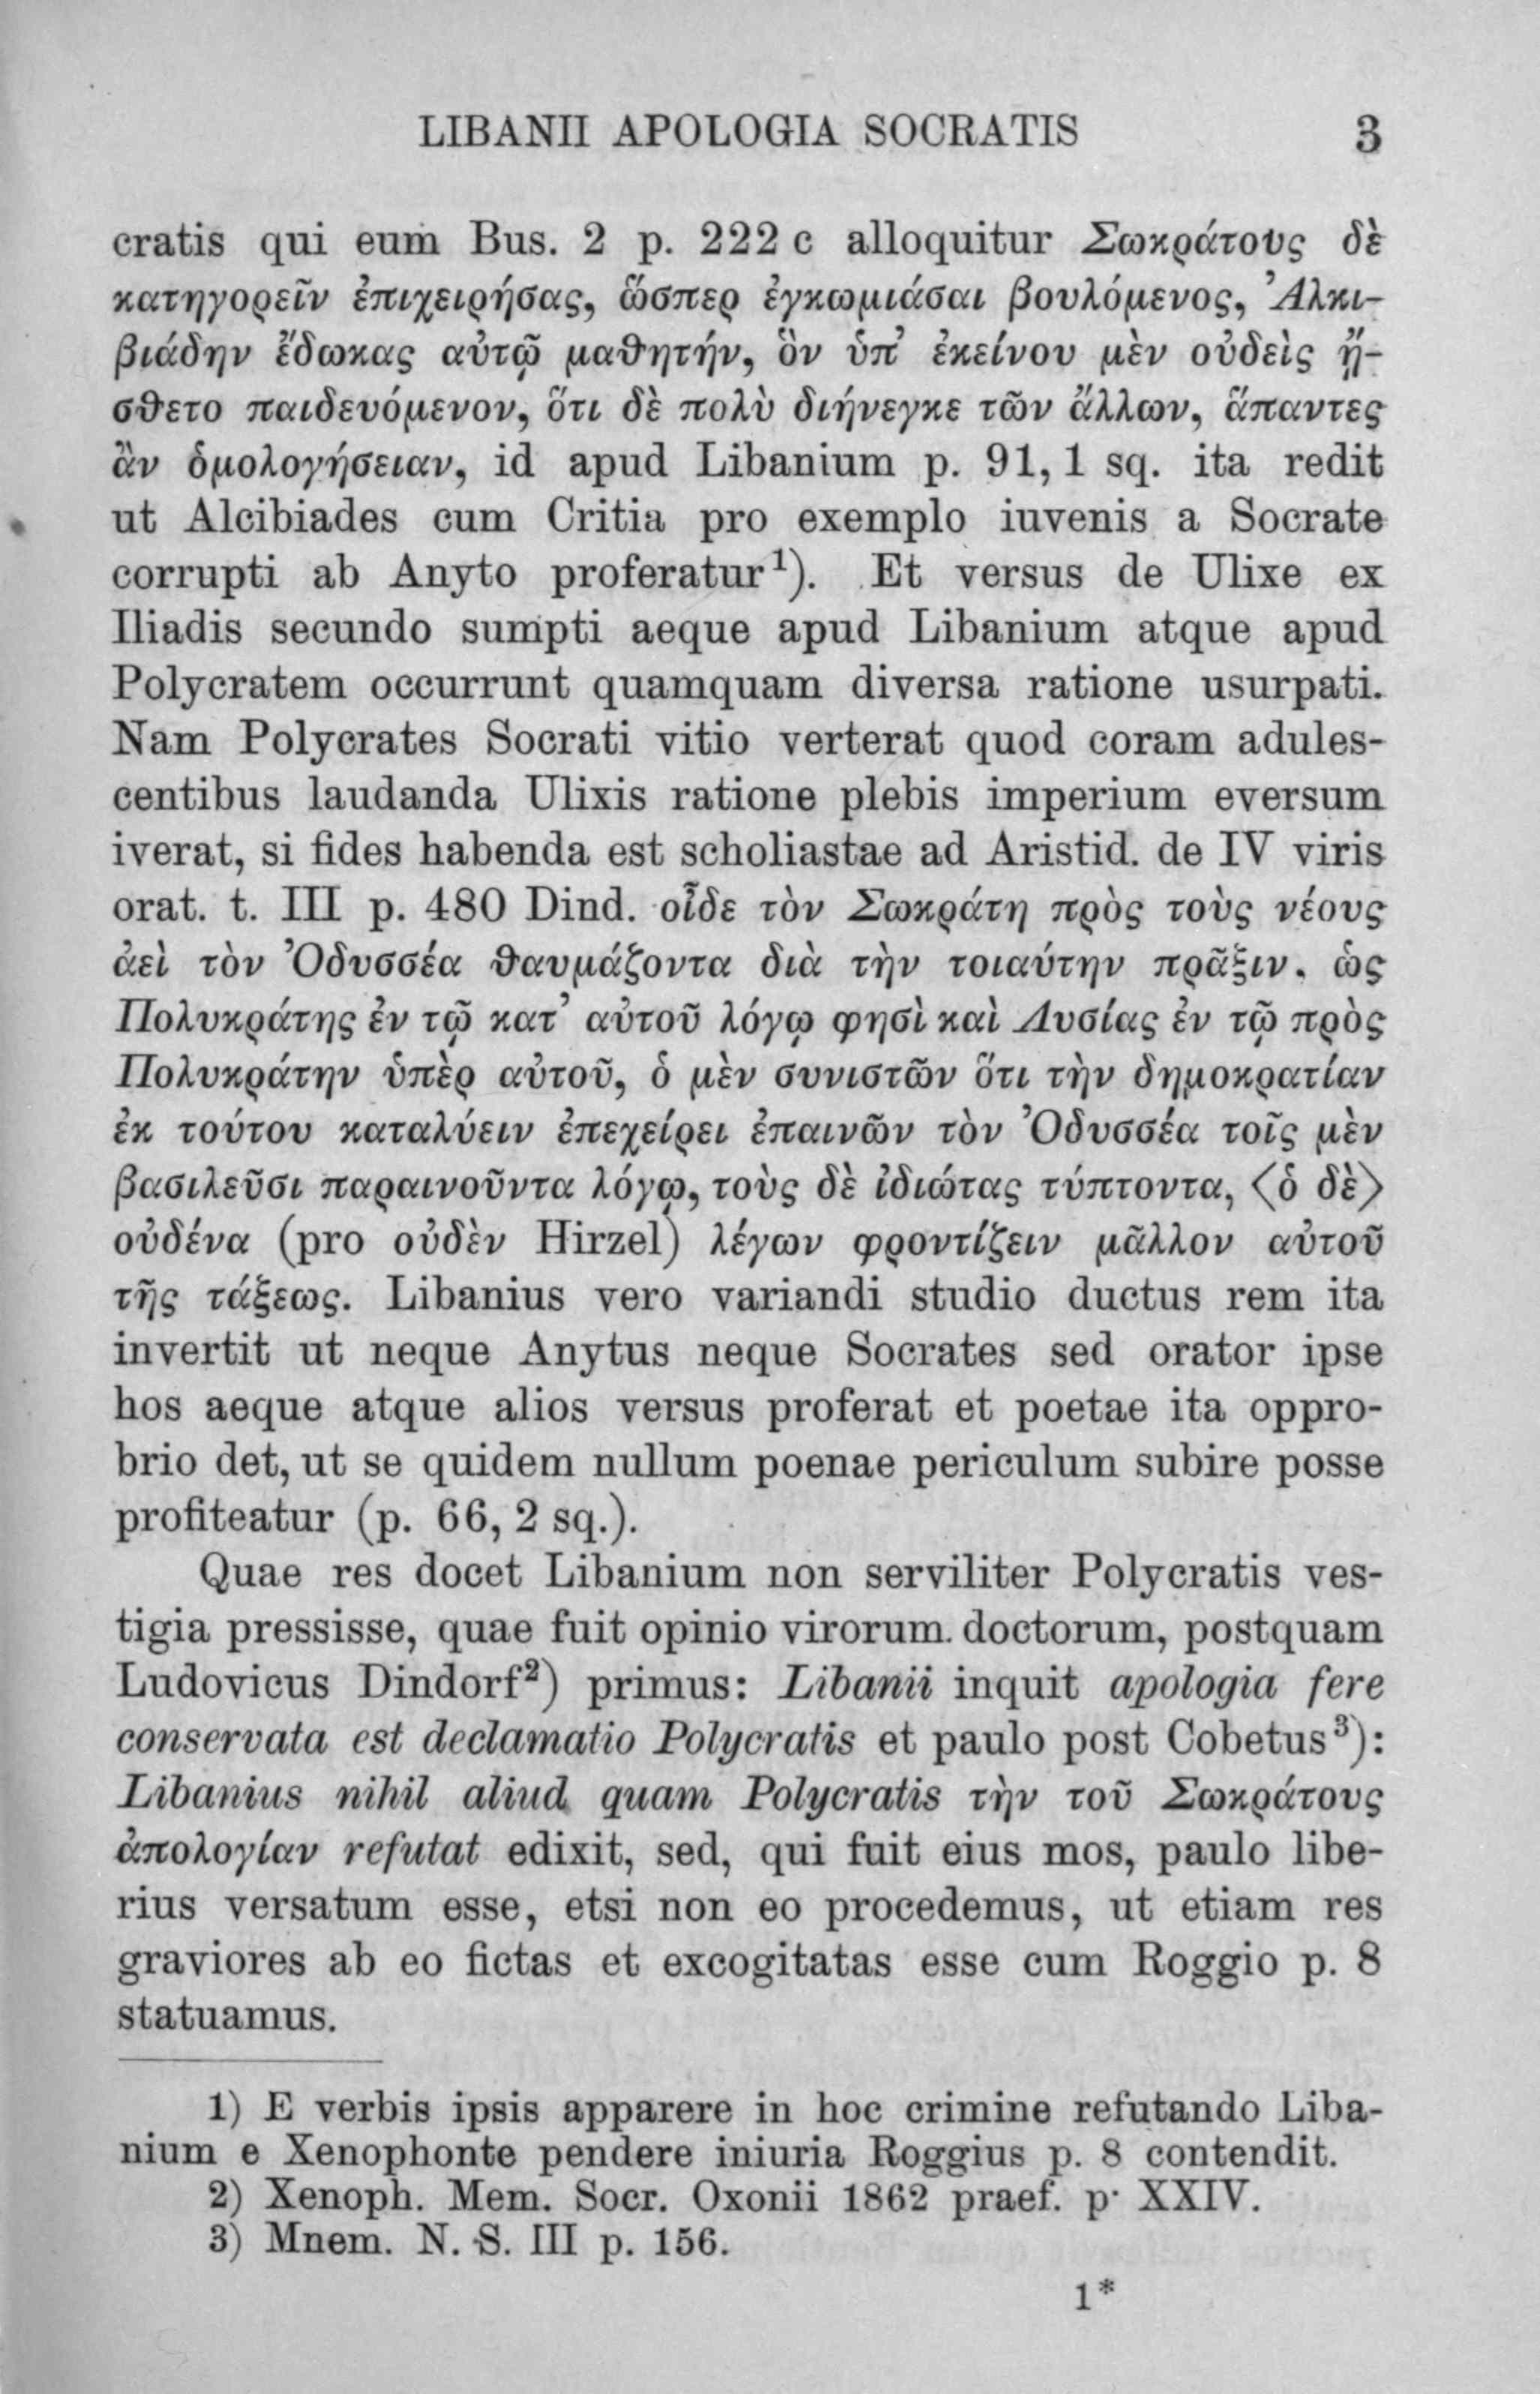 LIBANII APOLOGIA SOCRATIS 3
cratis qui eum Bus. 2 p. 222 c alloquitur Σωκράτους δὲ
κατηγορεῖν ἐπιχειρήσας, ὥσπερ ἐγκωμιάσαι βουλόμενος, Ἀλκι-
βιάδην ἔδωκας αὐτῷ μαθητήν, ὃν ὑπ’ ἐκείνου μὲν οὐδεὶς ᾔ-
σθετο παιδευόμενον, ὅτι δὲ πολὺ διήνεγκε τῶν ἄλλων, ἅπαντες
ἂν ὁμολογήσειαν, id apud Libanium p. 91, 1 sq. ita redit
ut Alcibiades cum Critia pro exemplo iuvenis a Socrate
corrupti ab Anyto proferatur¹). Et versus de Ulixe ex
Iliadis secundo sumpti aeque apud Libanium atque apud
Polycratem occurrunt quamquam diversa ratione usurpati.
Nam Polycrates Socrati vitio verterat quod coram adules-
centibus laudanda Ulixis ratione plebis imperium eversum
iverat, si fides habenda est scholiastae ad Aristid. de IV viris
orat. t. III p. 480 Dind. οἶδε τὸν Σωκράτη πρὸς τοὺς νέους
ἀεὶ τὸν Ὀδυσσέα θαυμάζοντα διὰ τὴν τοιαύτην πρᾶξιν, ὡς
Πολυκράτης ἐν τῷ κατ’ αὐτοῦ λόγῳ φησὶ καὶ Λυσίας ἐν τῷ πρὸς
Πολυκράτην ὑπὲρ αὐτοῦ, ὁ μὲν συνιστῶν ὅτι τὴν δημοκρατίαν
ἐκ τούτου καταλύειν ἐπεχείρει ἐπαινῶν τὸν Ὀδυσσέα τοῖς μὲν
βασιλεῦσι παραινοῦντα λόγῳ, τοὺς δὲ ἰδιώτας τύπτοντα, ⟨ὁ δὲ⟩
οὐδένα (pro οὐδὲν Hirzel) λέγων φροντίζειν μᾶλλον αὐτοῦ
τῆς τάξεως. Libanius vero variandi studio ductus rem ita
invertit ut neque Anytus neque Socrates sed orator ipse
hos aeque atque alios versus proferat et poetae ita oppro-
brio det, ut se quidem nullum poenae periculum subire posse
profiteatur (p. 66, 2 sq.).
Quae res docet Libanium non serviliter Polycratis ves-
tigia pressisse, quae fuit opinio virorum doctorum, postquam
Ludovicus Dindorf²) primus: Libanii inquit apologia fere
conservata est declamatio Polycratis et paulo post Cobetus³):
Libanius nihil aliud quam Polycratis τὴν τοῦ Σωκράτους
ἀπολογίαν refutat edixit, sed, qui fuit eius mos, paulo libe-
rius versatum esse, etsi non eo procedemus, ut etiam res
graviores ab eo fictas et excogitatas esse cum Roggio p. 8
statuamus.
1) E verbis ipsis apparere in hoc crimine refutando Liba-
nium e Xenophonte pendere iniuria Roggius p. 8 contendit.
2) Xenoph. Mem. Socr. Oxonii 1862 praef. p. XXIV.
3) Mnem. N. S. III p. 156.
1*